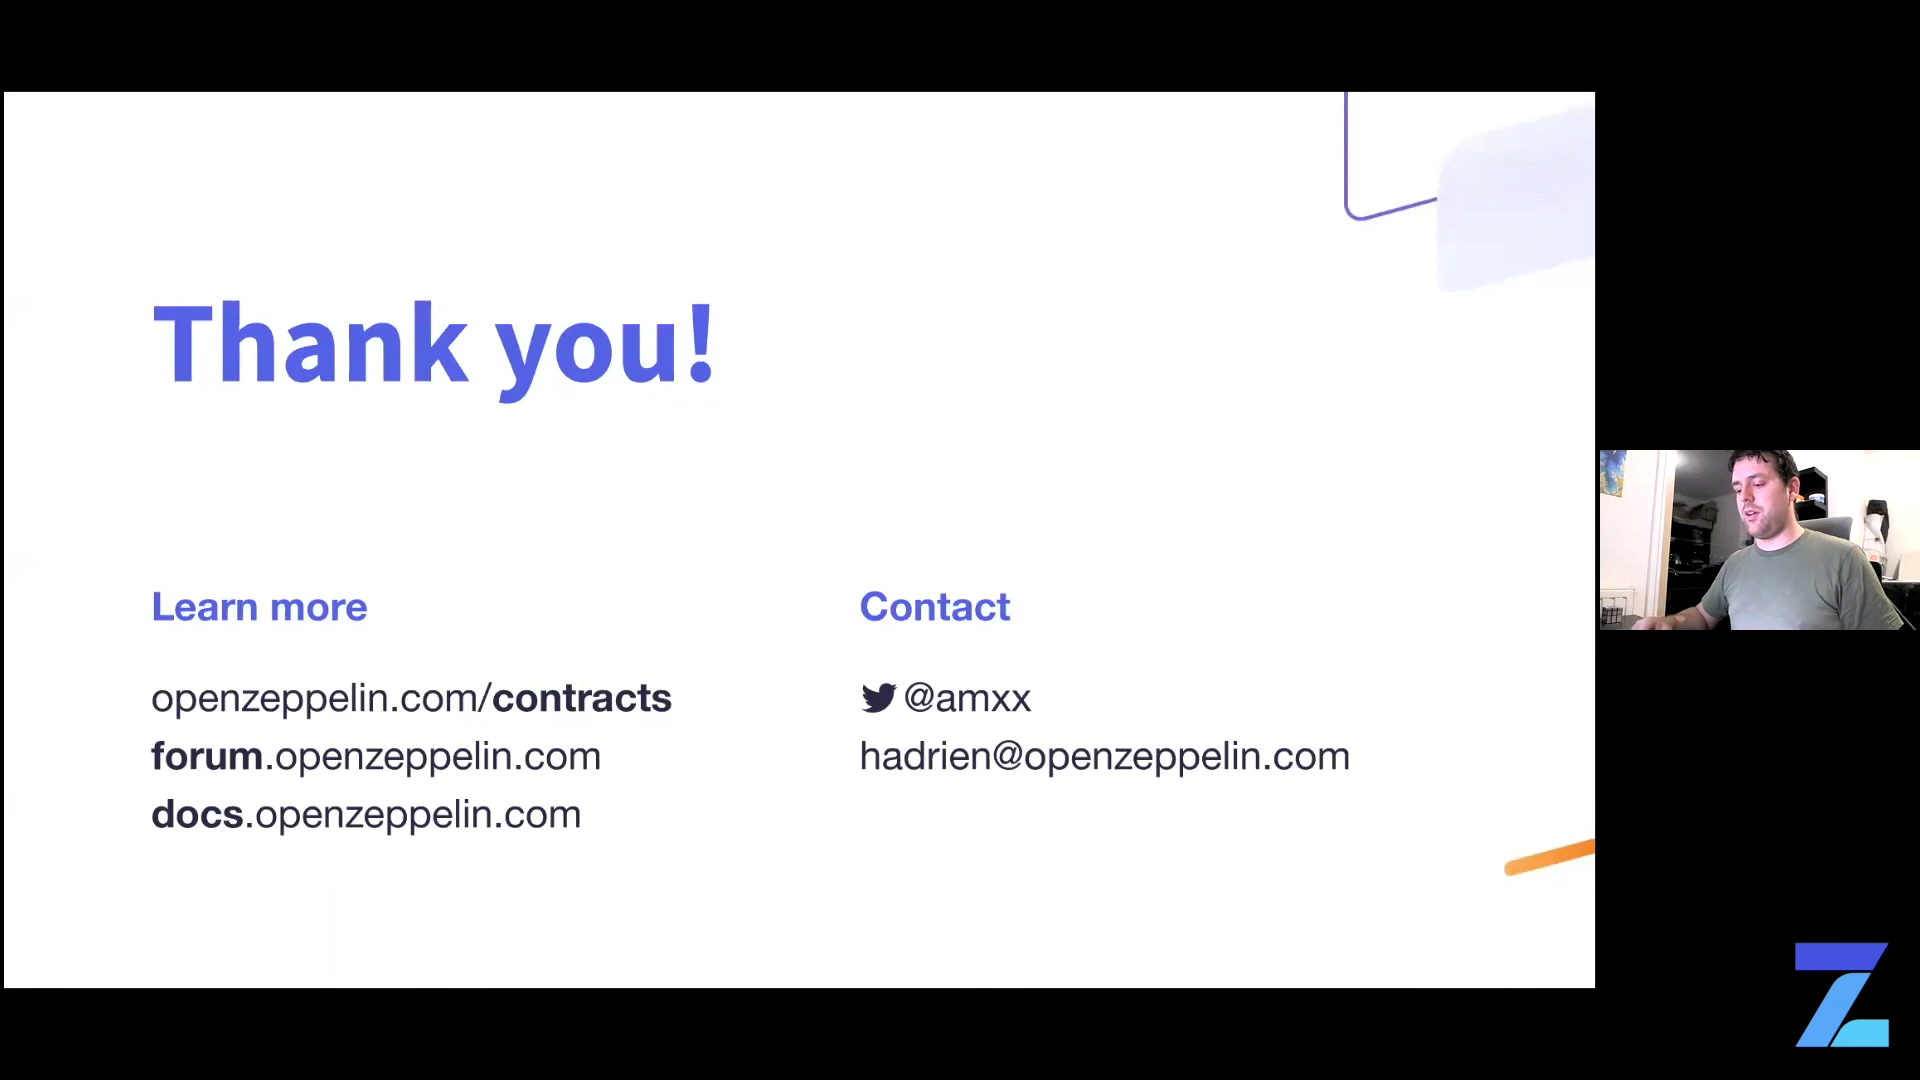 Thank you!
Learn more
openzeppelin.com/contracts
forum.openzeppelin.com
docs.openzeppelin.com
Contact
@amxx
hadrien@openzeppelin.com